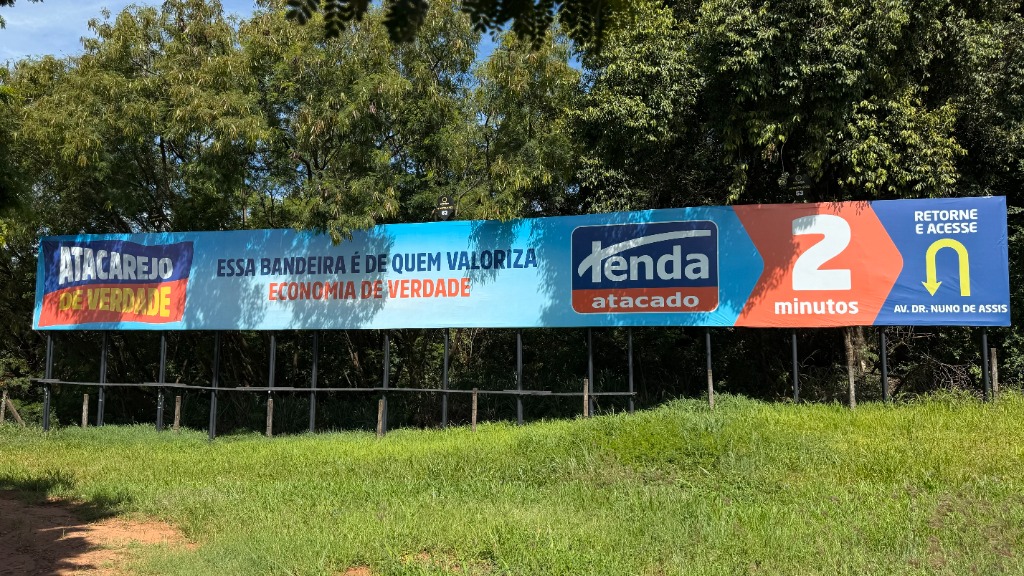 ATACAREJO
DE VERDADE
ESSA BANDEIRA É DE QUEM VALORIZA
ECONOMIA DE VERDADE
Tenda
atacado
2
minutos
RETORNE
E ACESSE
AV. DR. NUNO DE ASSIS